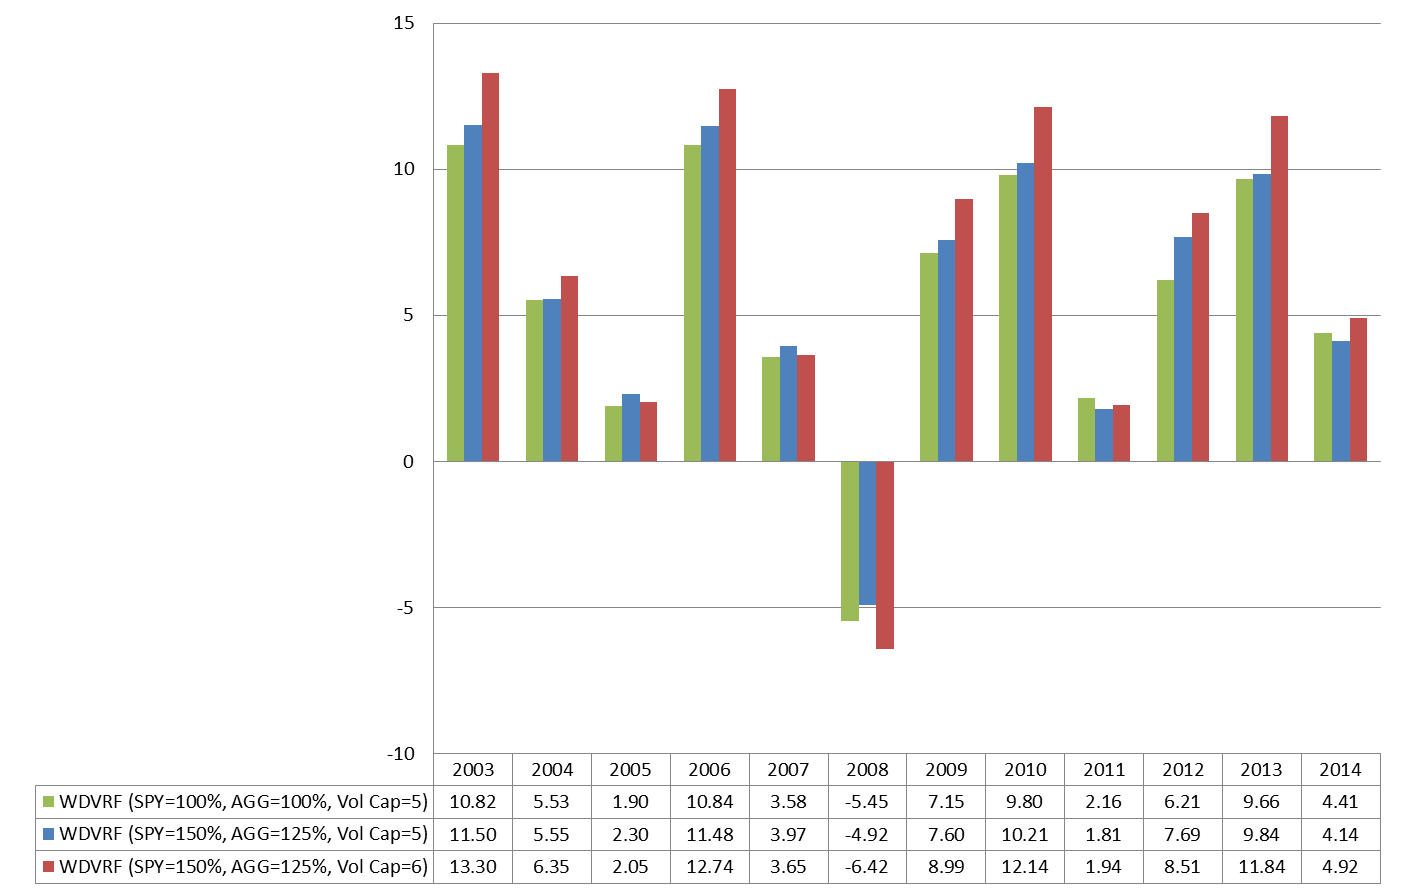 15
10
5
0
-5
-10
2003 2004 2005 2006 2007 2008 2009 2010 2011 2012 2013 2014
WDVRF (SPY=100%, AGG=100%, Vol Cap=5) 10.82 5.53 1.90 10.84 3.58 -5.45 7.15 9.80 2.16 6.21 9.66 4.41
WDVRF (SPY=150%, AGG=125%, Vol Cap=5) 11.50 5.55 2.30 11.48 3.97 -4.92 7.60 10.21 1.81 7.69 9.84 4.14
WDVRF (SPY=150%, AGG=125%, Vol Cap=6) 13.30 6.35 2.05 12.74 3.65 -6.42 8.99 12.14 1.94 8.51 11.84 4.92